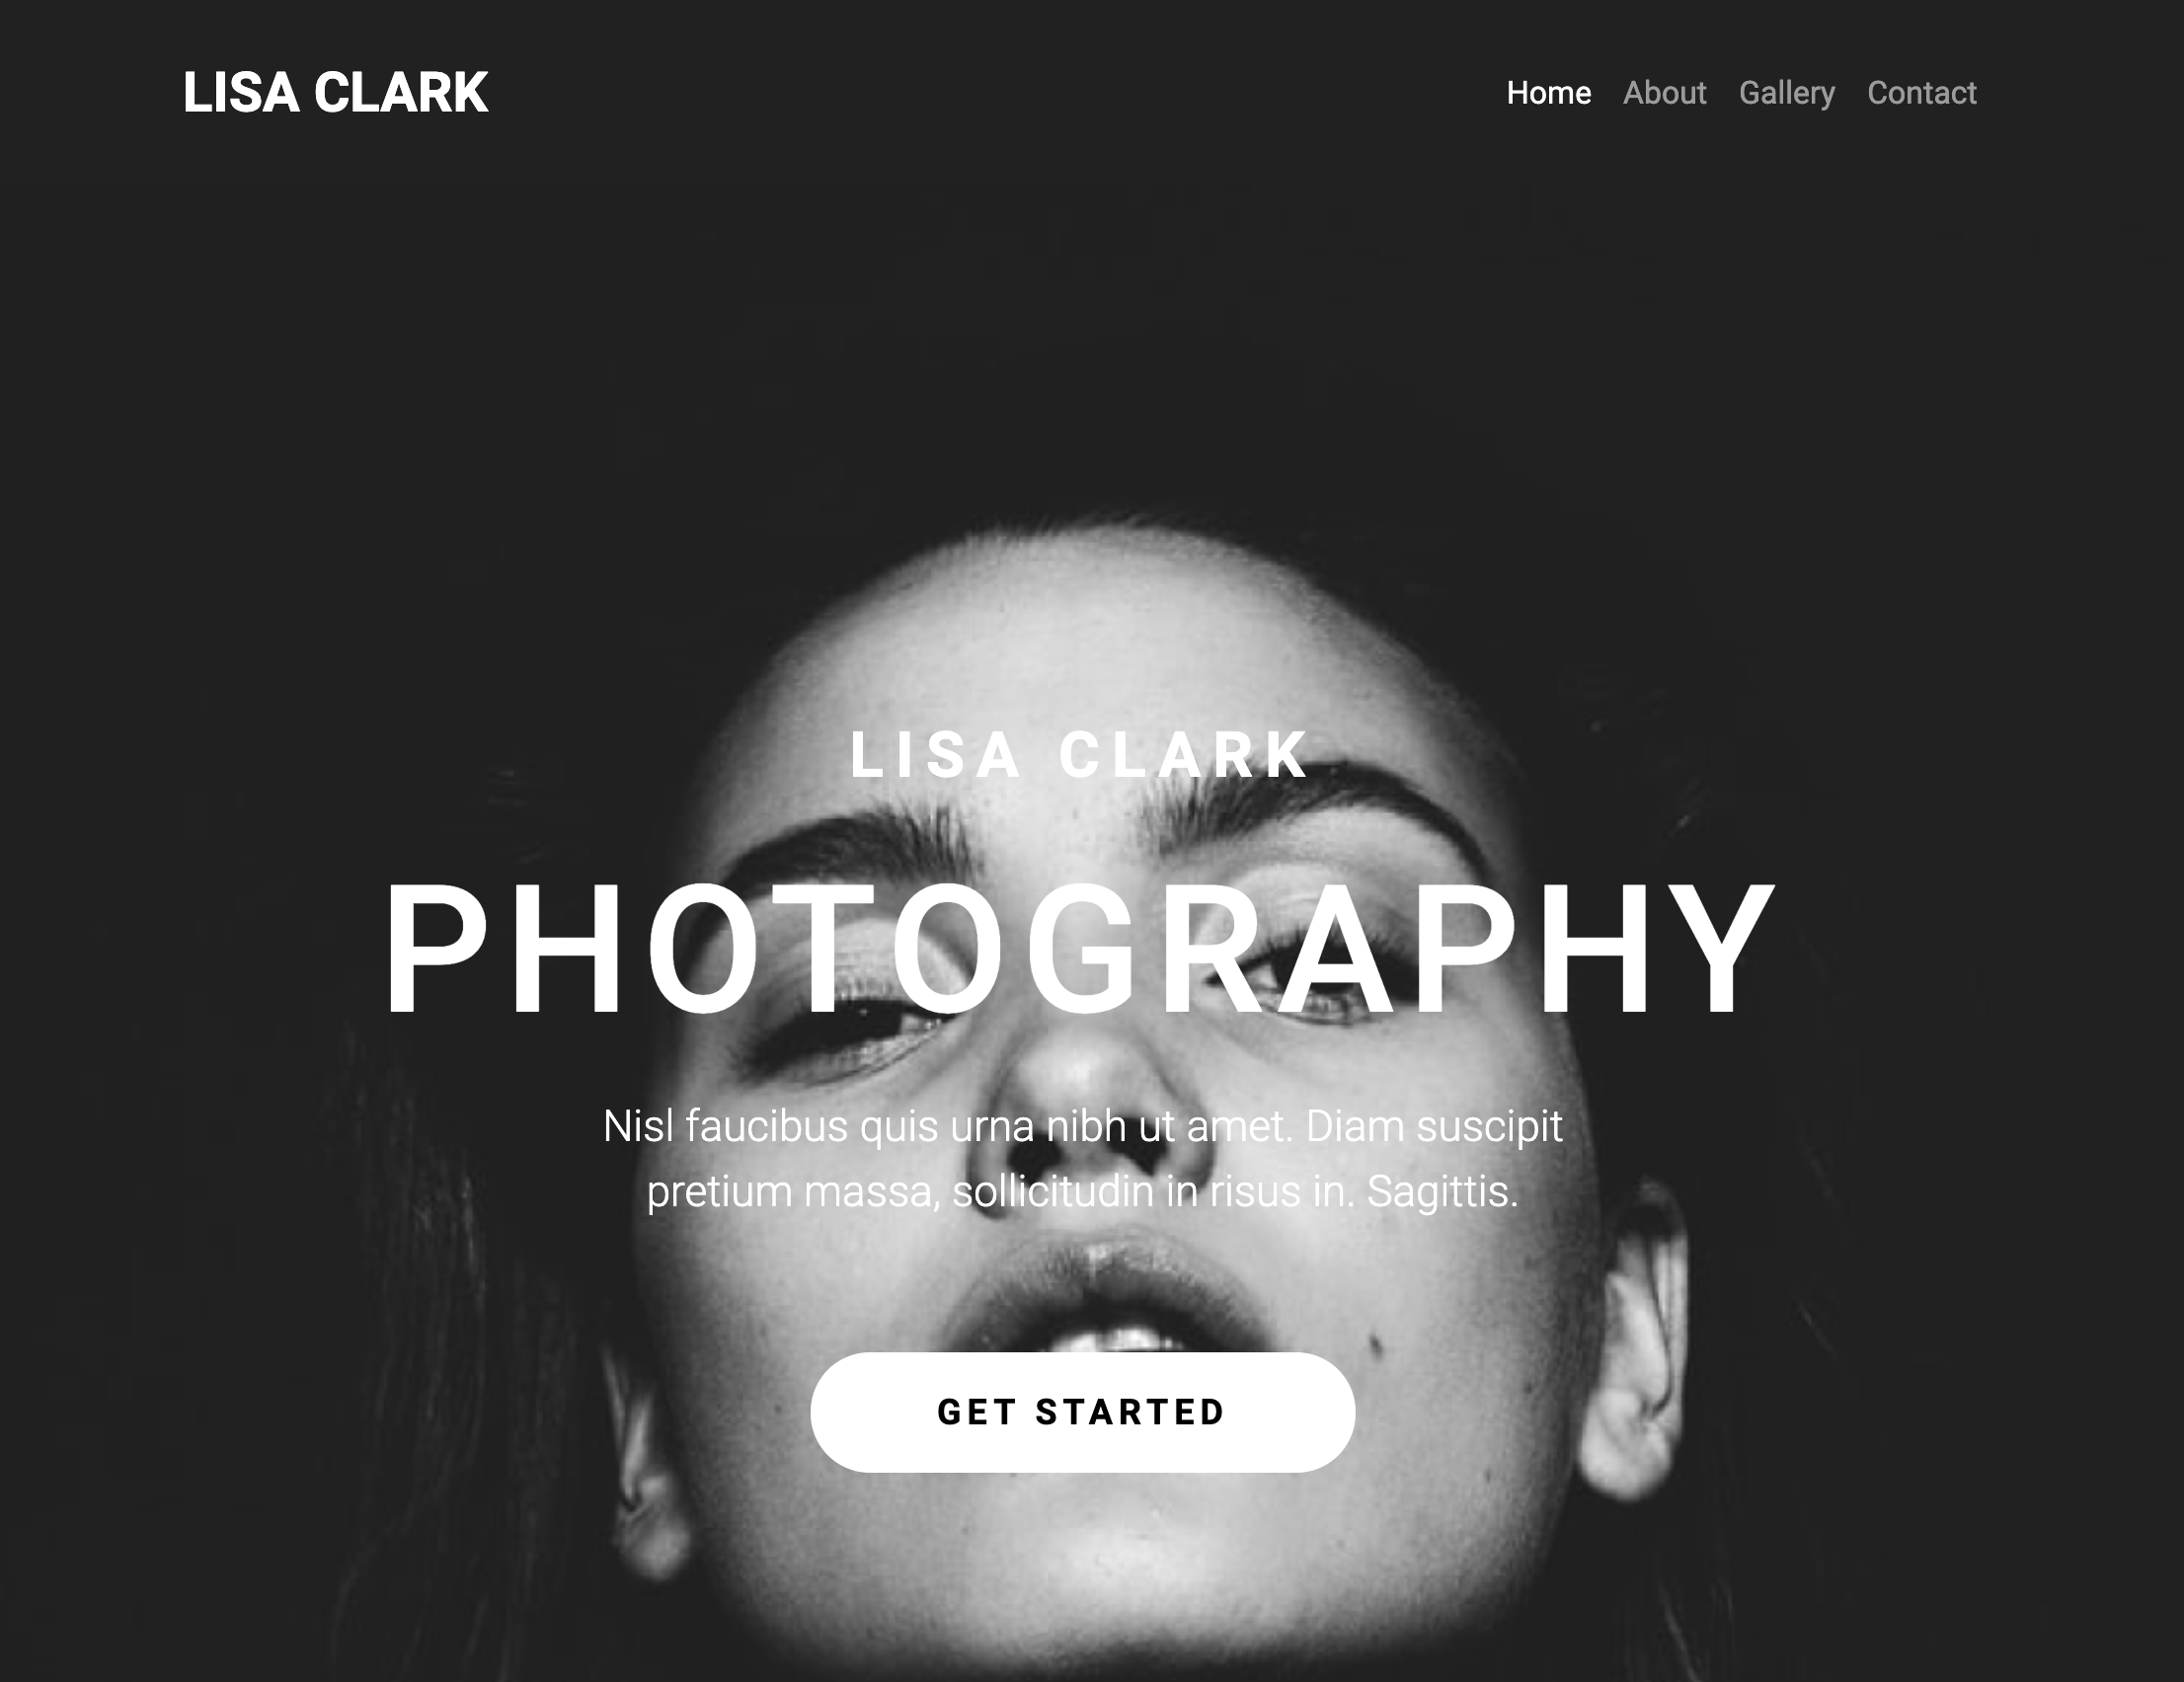 LISA CLARK
Home About Gallery Contact
LISA CLARK
PHOTOGRAPHY
Nisl faucibus quis urna nibh ut amet. Diam suscipit
pretium massa, sollicitudin in risus in. Sagittis.
GET STARTED